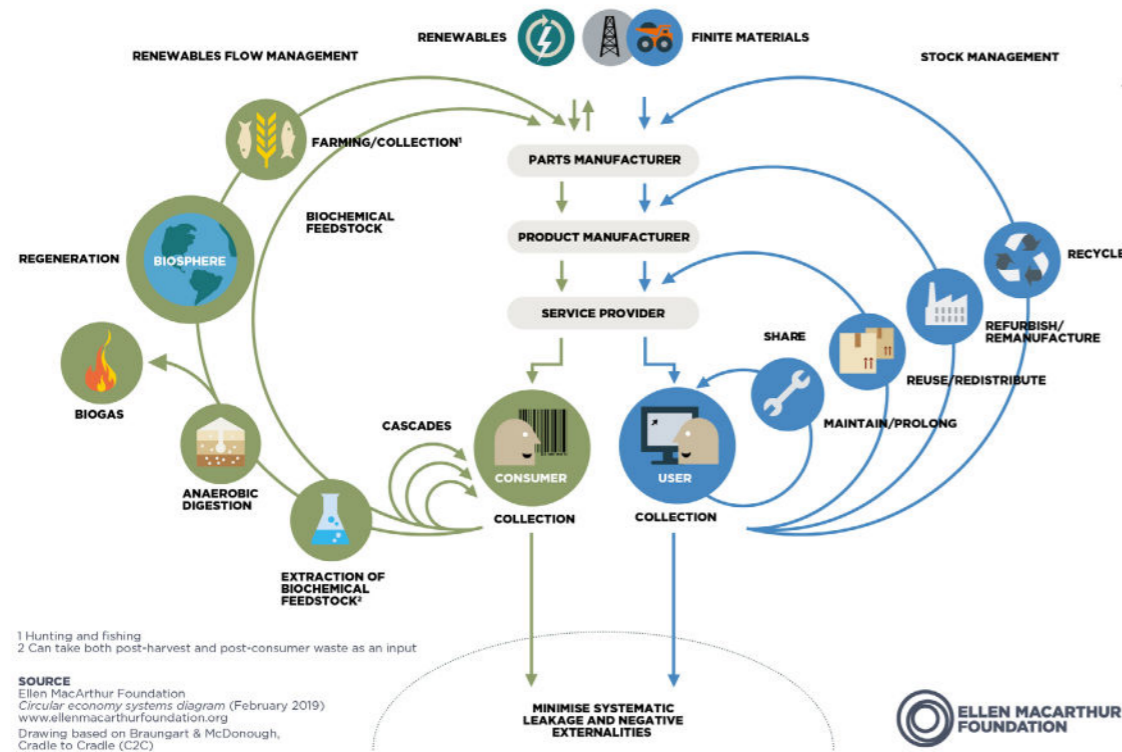 RENEWABLES
FINITE MATERIALS
RENEWABLES FLOW MANAGEMENT
STOCK MANAGEMENT
FARMING/COLLECTION¹
PARTS MANUFACTURER
BIOCHEMICAL
FEEDSTOCK
PRODUCT MANUFACTURER
REGENERATION
BIOSPHERE
RECYCLE
SERVICE PROVIDER
SHARE
REFURBISH/
REMANUFACTURE
REUSE/REDISTRIBUTE
BIOGAS
CASCADES
MAINTAIN/PROLONG
CONSUMER
USER
ANAEROBIC
DIGESTION
COLLECTION
COLLECTION
EXTRACTION OF
BIOCHEMICAL
FEEDSTOCK²
1 Hunting and fishing
2 Can take both post-harvest and post-consumer waste as an input
SOURCE
Ellen MacArthur Foundation
Circular economy systems diagram (February 2019)
www.ellenmacarthurfoundation.org
Drawing based on Braungart & McDonough,
Cradle to Cradle (C2C)
MINIMISE SYSTEMATIC
LEAKAGE AND NEGATIVE
EXTERNALITIES
ELLEN MACARTHUR
FOUNDATION